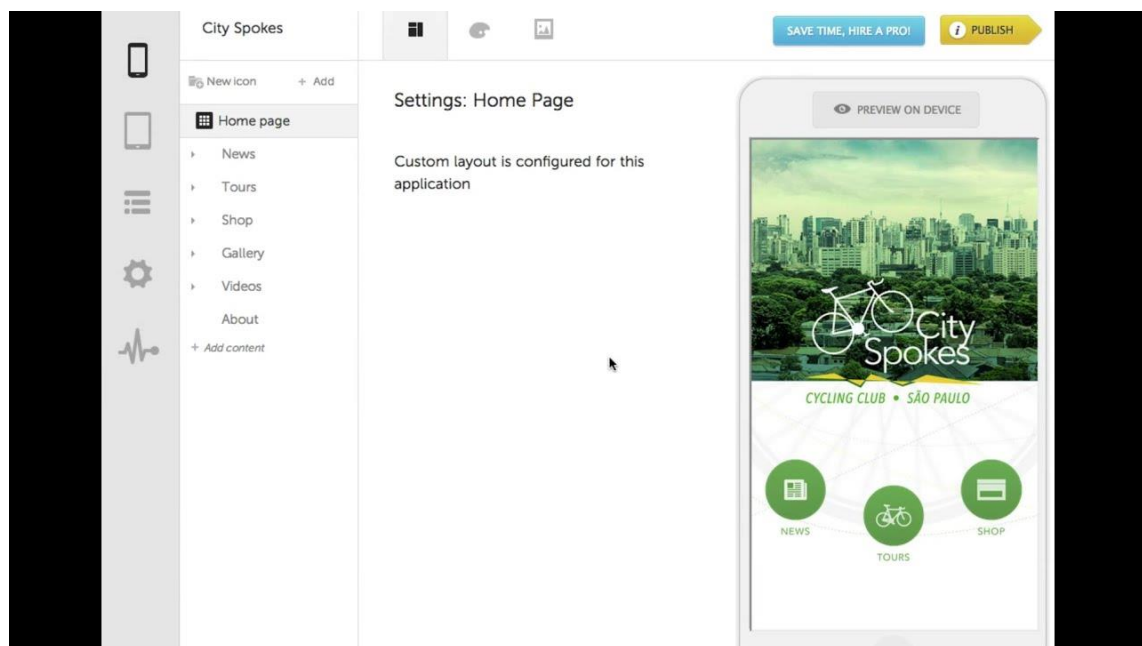 City Spokes
SAVE TIME, HIRE A PRO!
i PUBLISH
New icon
+ Add
Home page
News
Tours
Shop
Gallery
Videos
About
+ Add content
Settings: Home Page
Custom layout is configured for this
application
PREVIEW ON DEVICE
City
Spokes
CYCLING CLUB • SÃO PAULO
NEWS
TOURS
SHOP